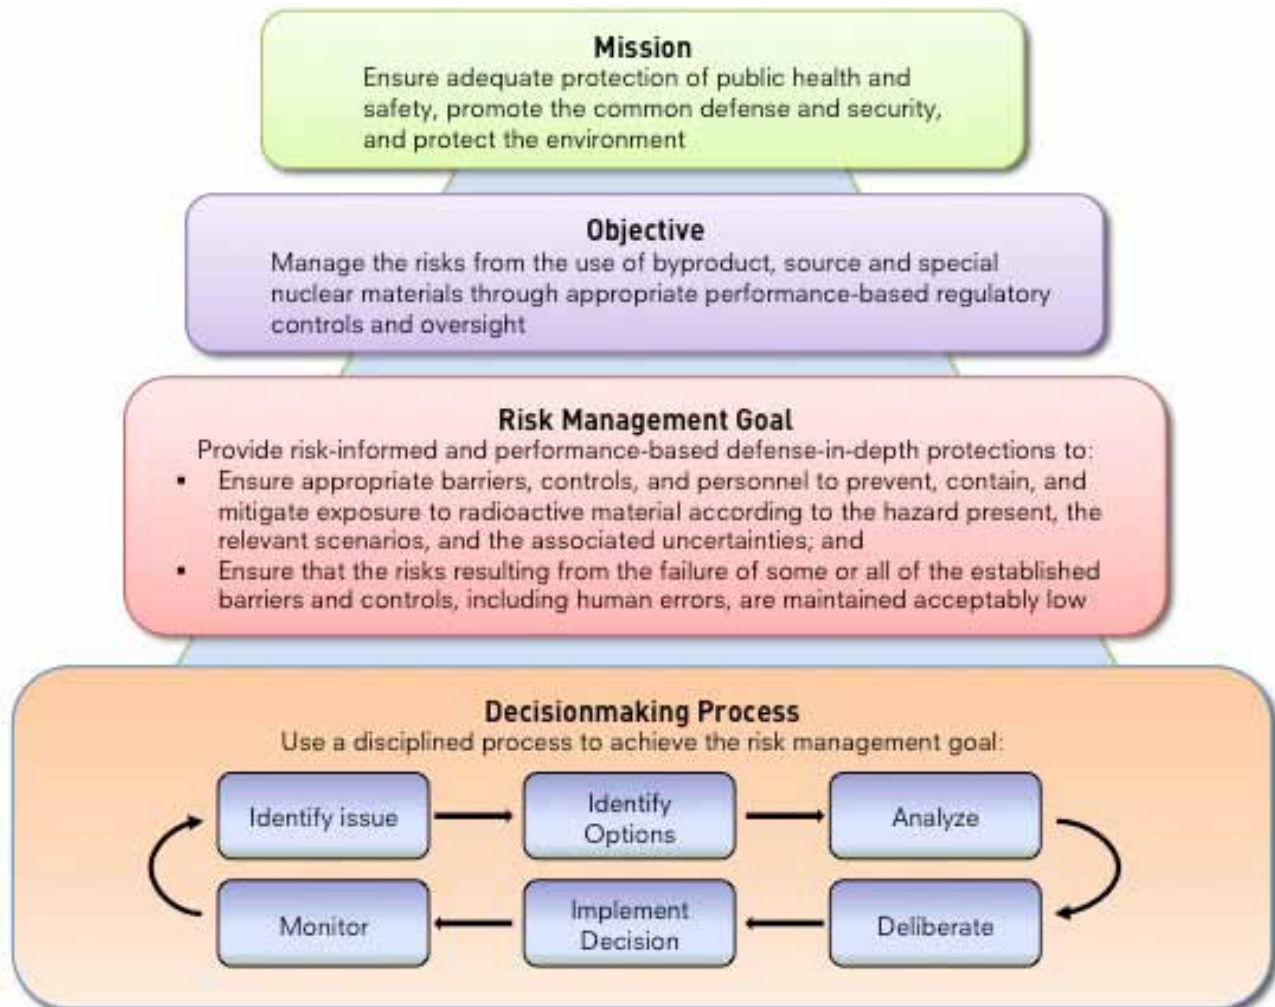 Mission
Ensure adequate protection of public health and
safety, promote the common defense and security,
and protect the environment
Objective
Manage the risks from the use of byproduct, source and special
nuclear materials through appropriate performance-based regulatory
controls and oversight
Risk Management Goal
Provide risk-informed and performance-based defense-in-depth protections to:
▪ Ensure appropriate barriers, controls, and personnel to prevent, contain, and
mitigate exposure to radioactive material according to the hazard present, the
relevant scenarios, and the associated uncertainties; and
▪ Ensure that the risks resulting from the failure of some or all of the established
barriers and controls, including human errors, are maintained acceptably low
Decisionmaking Process
Use a disciplined process to achieve the risk management goal:
Identify issue
Identify
Options
Analyze
Deliberate
Implement
Decision
Monitor